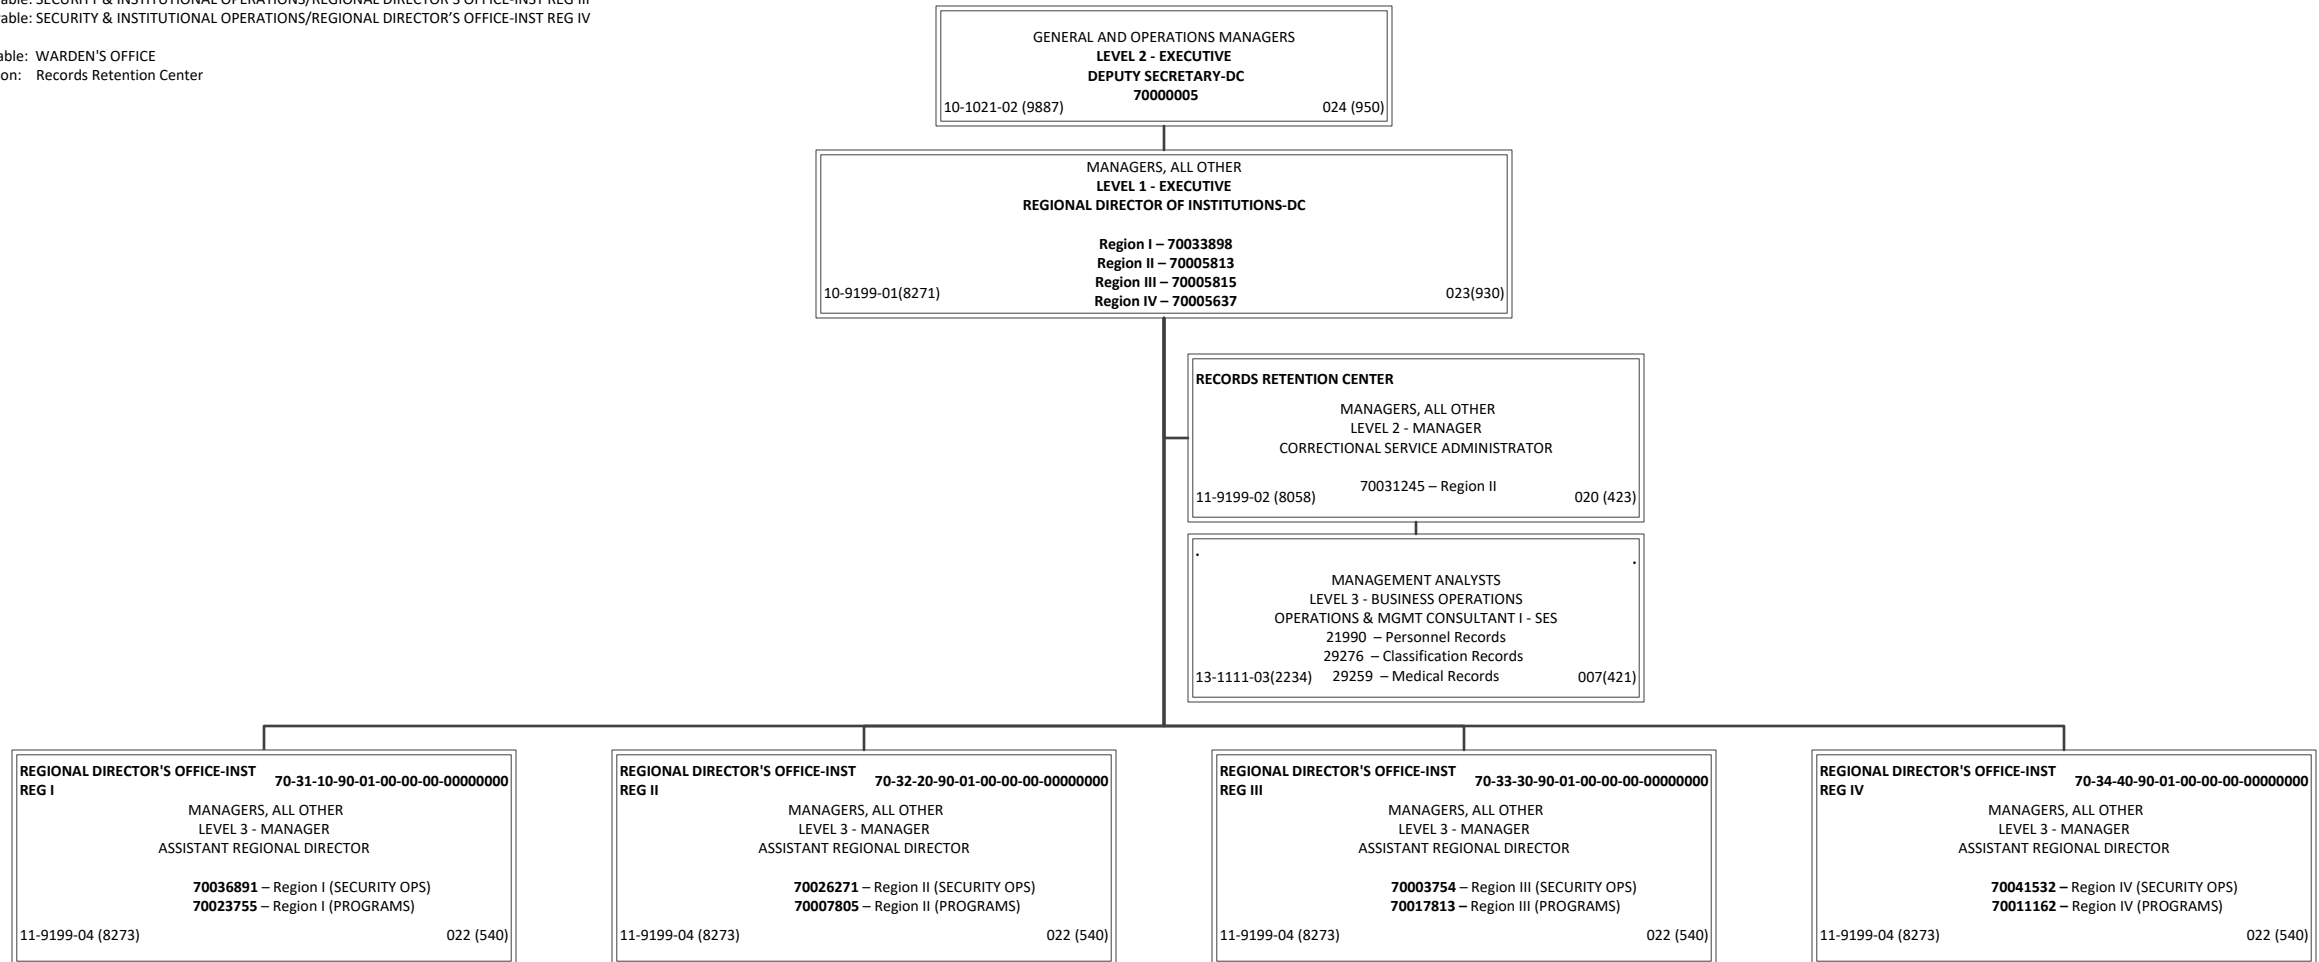 SECURITY & INSTITUTIONAL OPERATIONS/REGIONAL DIRECTOR'S OFFICE-INST REG III
SECURITY & INSTITUTIONAL OPERATIONS/REGIONAL DIRECTOR’S OFFICE-INST REG IV
WARDEN'S OFFICE
Records Retention Center
GENERAL AND OPERATIONS MANAGERS
LEVEL 2 - EXECUTIVE
DEPUTY SECRETARY-DC
70000005
10-1021-02 (9887) 024 (950)
MANAGERS, ALL OTHER
LEVEL 1 - EXECUTIVE
REGIONAL DIRECTOR OF INSTITUTIONS-DC
Region I – 70033898
Region II – 70005813
Region III – 70005815
Region IV – 70005637
10-9199-01(8271) 023(930)
RECORDS RETENTION CENTER
MANAGERS, ALL OTHER
LEVEL 2 - MANAGER
CORRECTIONAL SERVICE ADMINISTRATOR
70031245 – Region II
11-9199-02 (8058) 020 (423)
.
.
MANAGEMENT ANALYSTS
LEVEL 3 - BUSINESS OPERATIONS
OPERATIONS & MGMT CONSULTANT I - SES
21990 – Personnel Records
29276 – Classification Records
13-1111-03(2234) 29259 – Medical Records 007(421)
REGIONAL DIRECTOR'S OFFICE-INST
REG I
70-31-10-90-01-00-00-00-00000000
MANAGERS, ALL OTHER
LEVEL 3 - MANAGER
ASSISTANT REGIONAL DIRECTOR
70036891 – Region I (SECURITY OPS)
70023755 – Region I (PROGRAMS)
11-9199-04 (8273) 022 (540)
REGIONAL DIRECTOR'S OFFICE-INST
REG II
70-32-20-90-01-00-00-00-00000000
MANAGERS, ALL OTHER
LEVEL 3 - MANAGER
ASSISTANT REGIONAL DIRECTOR
70026271 – Region II (SECURITY OPS)
70007805 – Region II (PROGRAMS)
11-9199-04 (8273) 022 (540)
REGIONAL DIRECTOR'S OFFICE-INST
REG III
70-33-30-90-01-00-00-00-00000000
MANAGERS, ALL OTHER
LEVEL 3 - MANAGER
ASSISTANT REGIONAL DIRECTOR
70003754 – Region III (SECURITY OPS)
70017813 – Region III (PROGRAMS)
11-9199-04 (8273) 022 (540)
REGIONAL DIRECTOR'S OFFICE-INST
REG IV
70-34-40-90-01-00-00-00-00000000
MANAGERS, ALL OTHER
LEVEL 3 - MANAGER
ASSISTANT REGIONAL DIRECTOR
70041532 – Region IV (SECURITY OPS)
70011162 – Region IV (PROGRAMS)
11-9199-04 (8273) 022 (540)